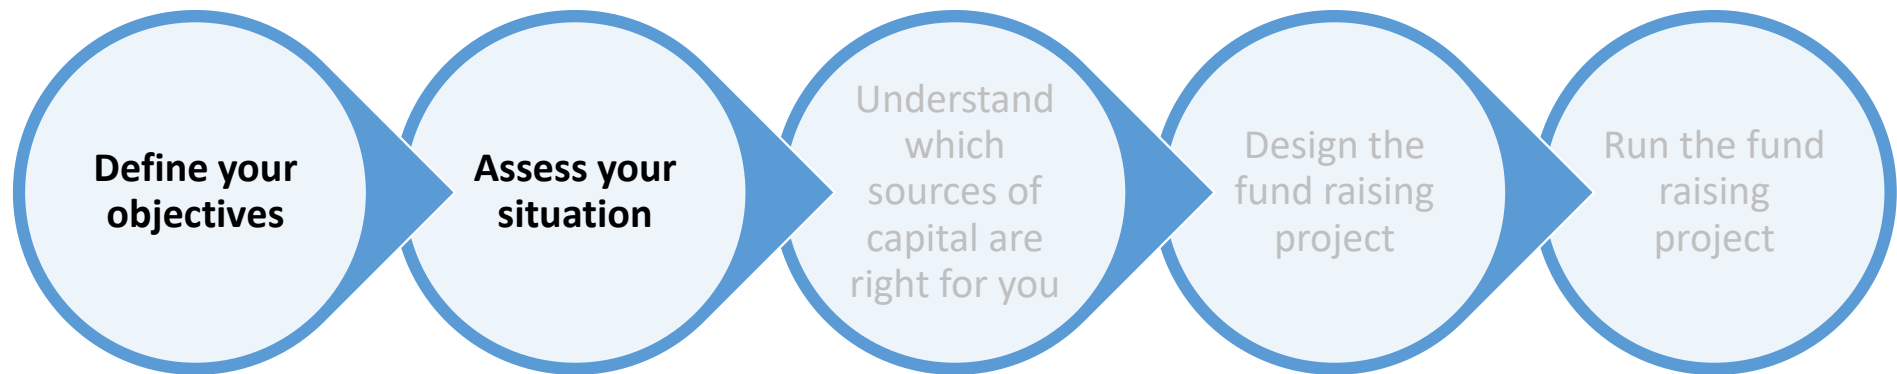 Define your
objectives
Assess your
situation
Understand
which
sources of
capital are
right for you
Design the
fund raising
project
Run the fund
raising
project